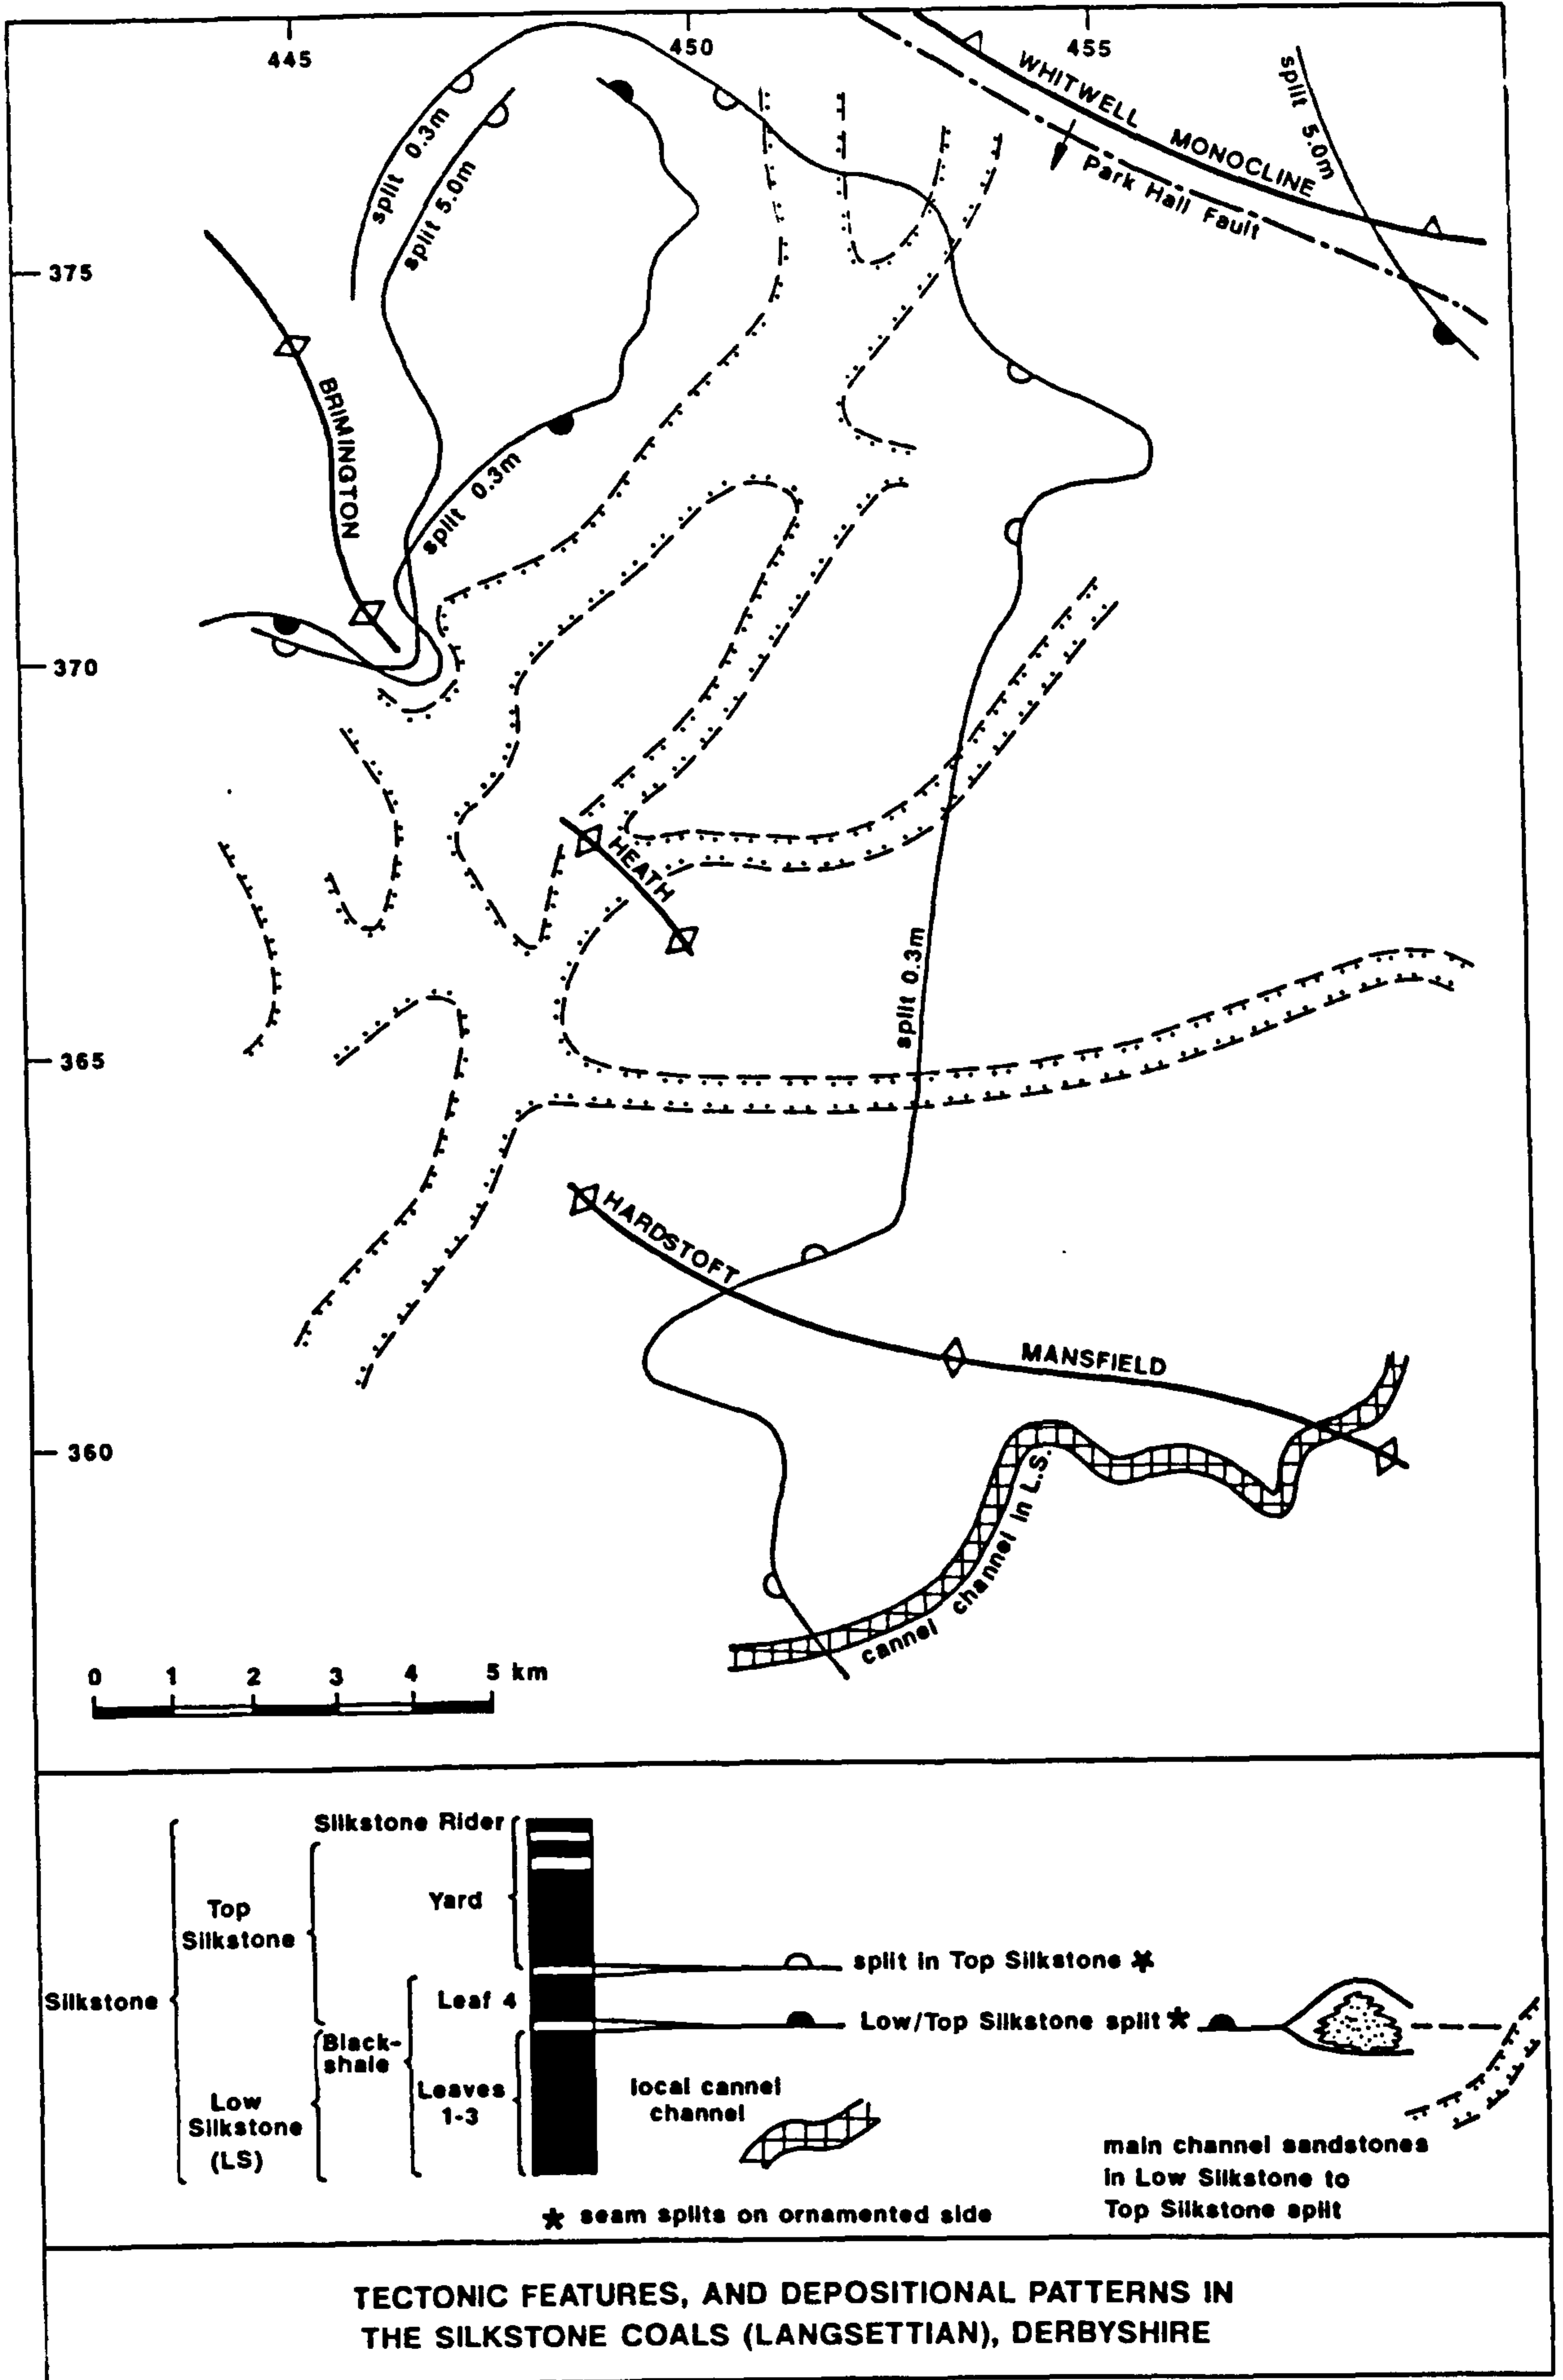 445
450
455
split 0.3m
split 5.0m
WHITWELL MONOCLINE
Park Hall Fault
split 5.0m
375
BRIMINGTON
split 0.3m
370
HEATH
split 0.3m
365
HARDSTOFT
MANSFIELD
360
cannel channel in L.S.
0 1 2 3 4 5 km
Silkstone Rider
Yard
Top
Silkstone
split in Top Silkstone *
Silkstone
Leaf 4
Low/Top Silkstone split *
Black-
shale
Leaves
1-3
local cannel
channel
Low
Silkstone
(LS)
main channel sandstones
in Low Silkstone to
Top Silkstone split
* seam splits on ornamented side
TECTONIC FEATURES, AND DEPOSITIONAL PATTERNS IN
THE SILKSTONE COALS (LANGSETTIAN), DERBYSHIRE